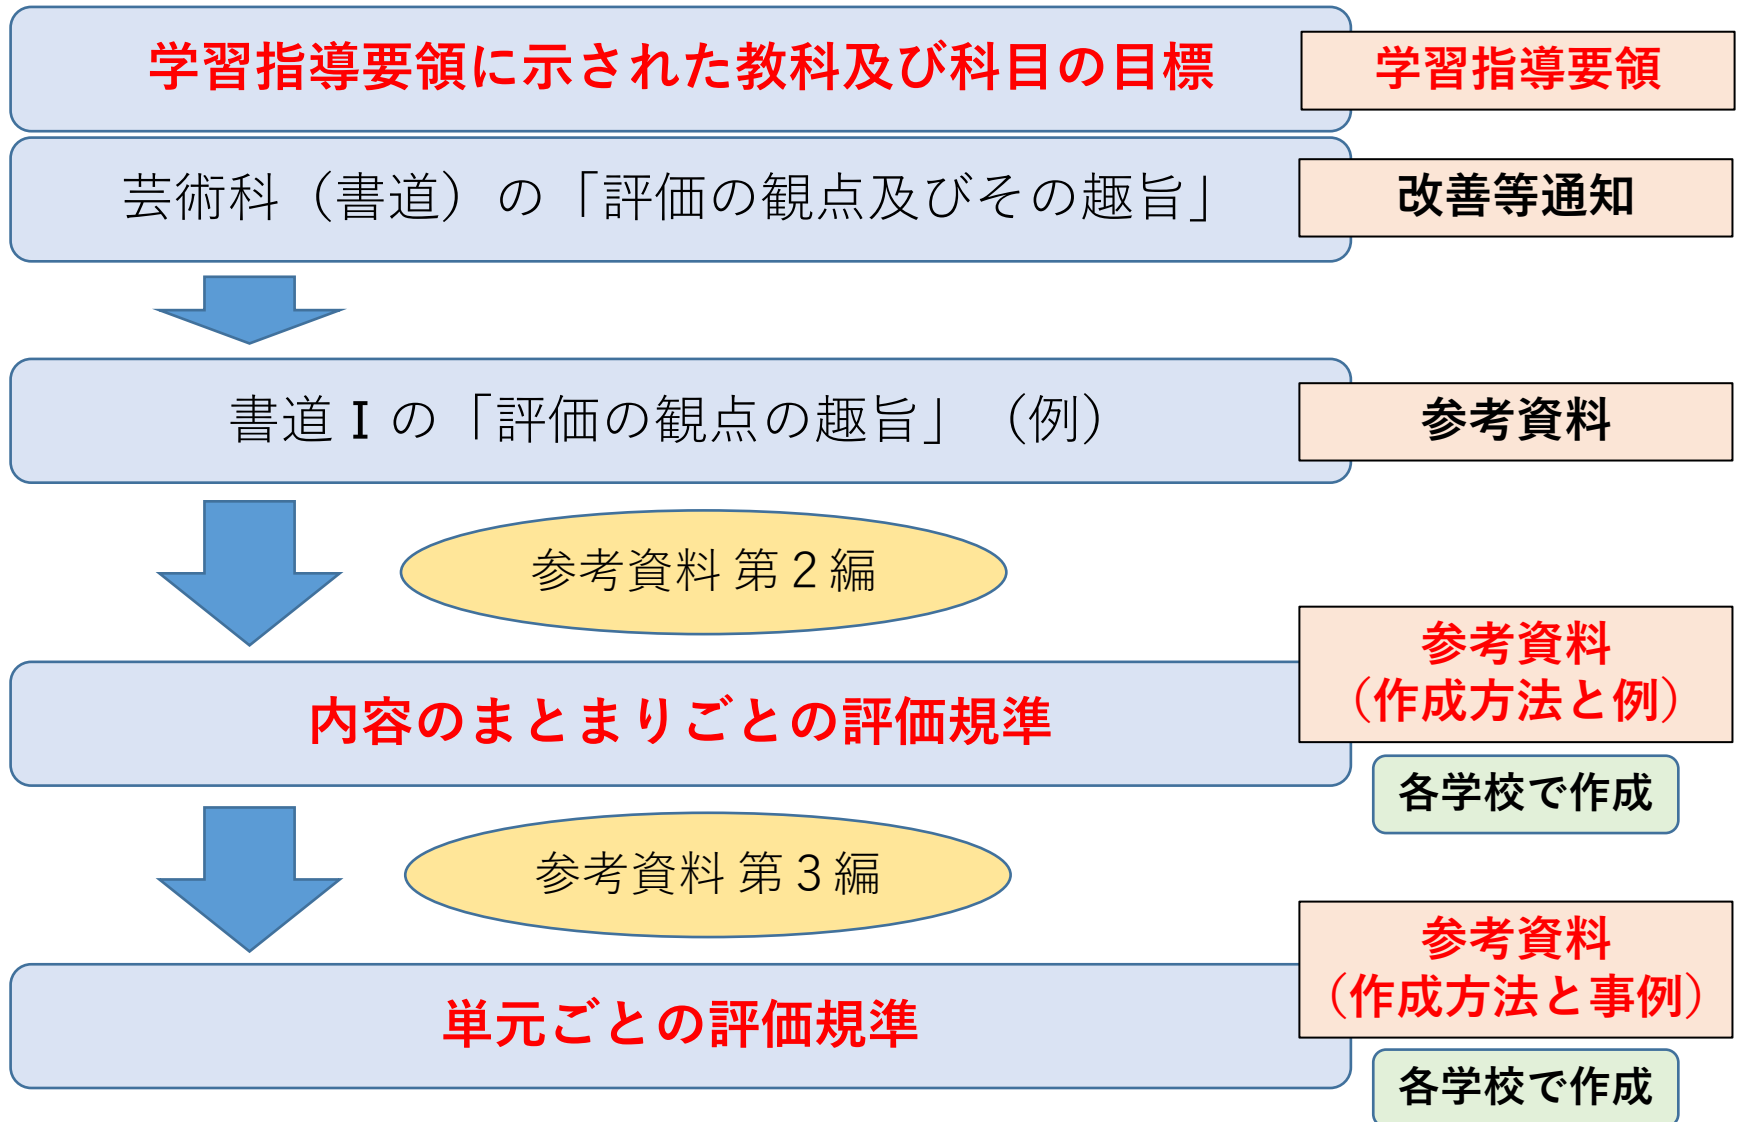 学習指導要領に示された教科及び科目の目標
学習指導要領
芸術科（書道）の「評価の観点及びその趣旨」
改善等通知
書道Ⅰの「評価の観点の趣旨」（例）
参考資料
参考資料 第２編
内容のまとまりごとの評価規準
参考資料
（作成方法と例）
各学校で作成
参考資料 第３編
単元ごとの評価規準
参考資料
（作成方法と事例）
各学校で作成